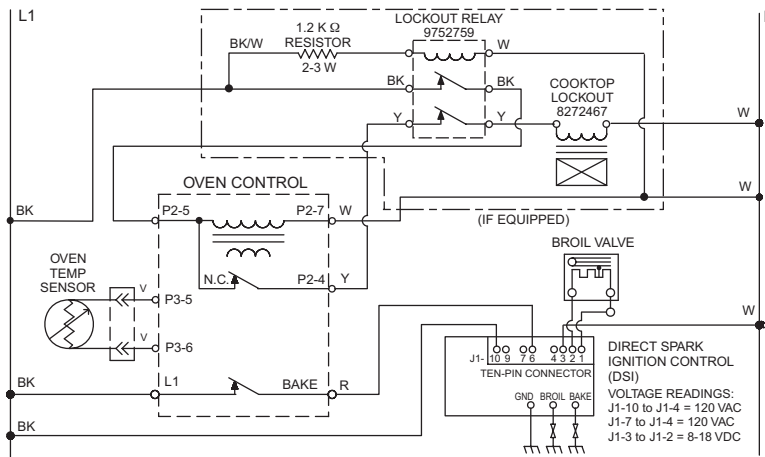 L1
LOCKOUT RELAY
9752759
1.2 K Ω
RESISTOR
2-3 W
BK/W
W
BK
BK
COOKTOP
LOCKOUT
8272467
Y
Y
W
OVEN CONTROL
BK
P2-5
P2-7
W
W
(IF EQUIPPED)
BROIL VALVE
OVEN
TEMP
SENSOR
N.C.
P2-4
Y
V
P3-5
V
P3-6
W
J1-
10 9 7 6 4 3 2 1
TEN-PIN CONNECTOR
DIRECT SPARK
IGNITION CONTROL
(DSI)
VOLTAGE READINGS:
J1-10 to J1-4 = 120 VAC
J1-7 to J1-4 = 120 VAC
J1-3 to J1-2 = 8-18 VDC
BK
L1
BAKE
R
GND BROIL BAKE
BK